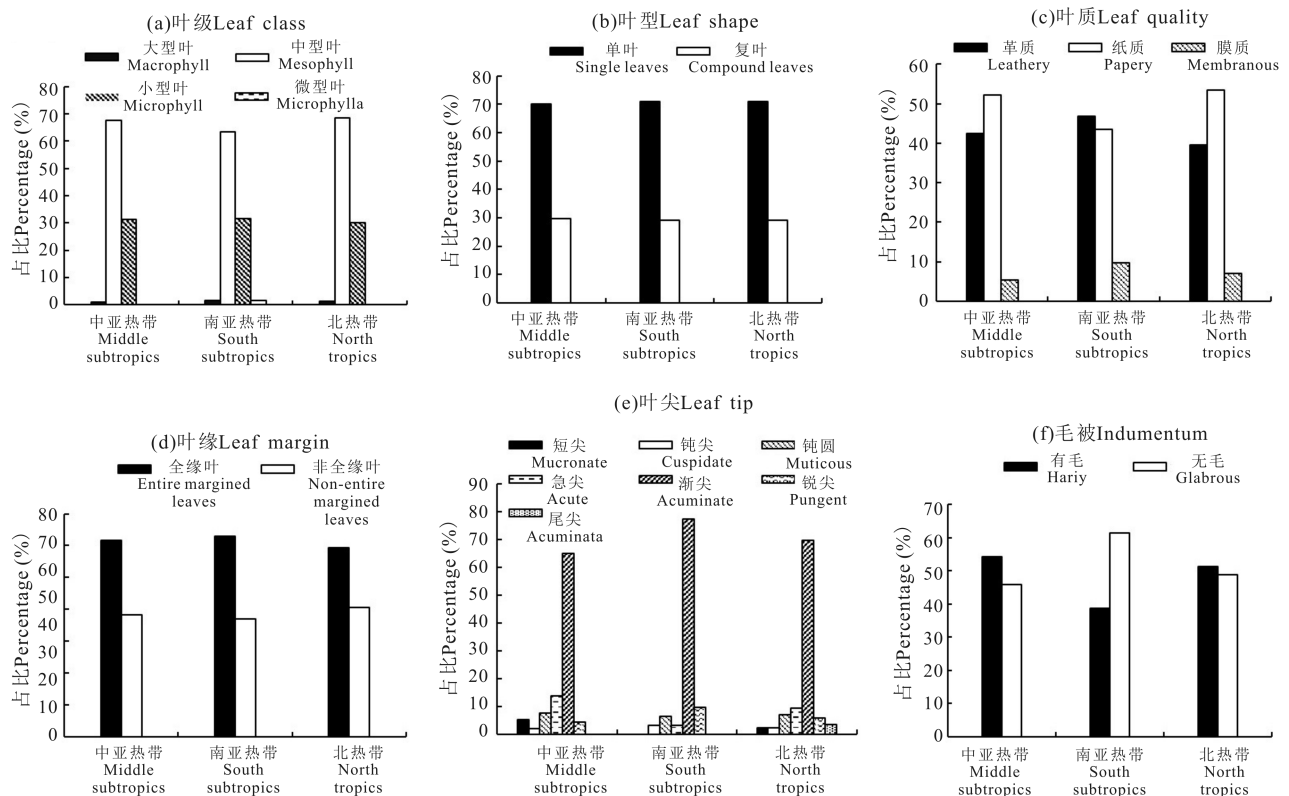 (a)叶级Leaf class
大型叶 中型叶
Macrophyll Mesophyll
小型叶 微型叶
Microphyll Microphylla
占比Percentage (%)
80
70
60
50
40
30
20
10
0
中亚热带 南亚热带 北热带
Middle South North
subtropics subtropics tropics
(b)叶型Leaf shape
单叶 复叶
Single leaves Compound leaves
占比Percentage (%)
80
70
60
50
40
30
20
10
0
中亚热带 南亚热带 北热带
Middle South North
subtropics subtropics tropics
(c)叶质Leaf quality
革质 纸质 膜质
Leathery Papery Membranous
占比Percentage (%)
60
50
40
30
20
10
0
中亚热带 南亚热带 北热带
Middle South North
subtropics subtropics tropics
(d)叶缘Leaf margin
全缘叶 非全缘叶
Entire margined Non-entire
leaves margined
leaves
占比Percentage (%)
80
70
60
50
40
30
20
10
0
中亚热带 南亚热带 北热带
Middle South North
subtropics subtropics tropics
(e)叶尖Leaf tip
短尖 钝尖 钝圆
Mucronate Cuspidate Muticous
急尖 渐尖 锐尖
Acute Acuminate Pungent
尾尖
Acuminata
占比Percentage (%)
90
80
70
60
50
40
30
20
10
0
中亚热带 南亚热带 北热带
Middle South North
subtropics subtropics tropics
(f)毛被Indumentum
有毛 无毛
Hariy Glabrous
占比Percentage (%)
70
60
50
40
30
20
10
0
中亚热带 南亚热带 北热带
Middle South North
subtropics subtropics tropics